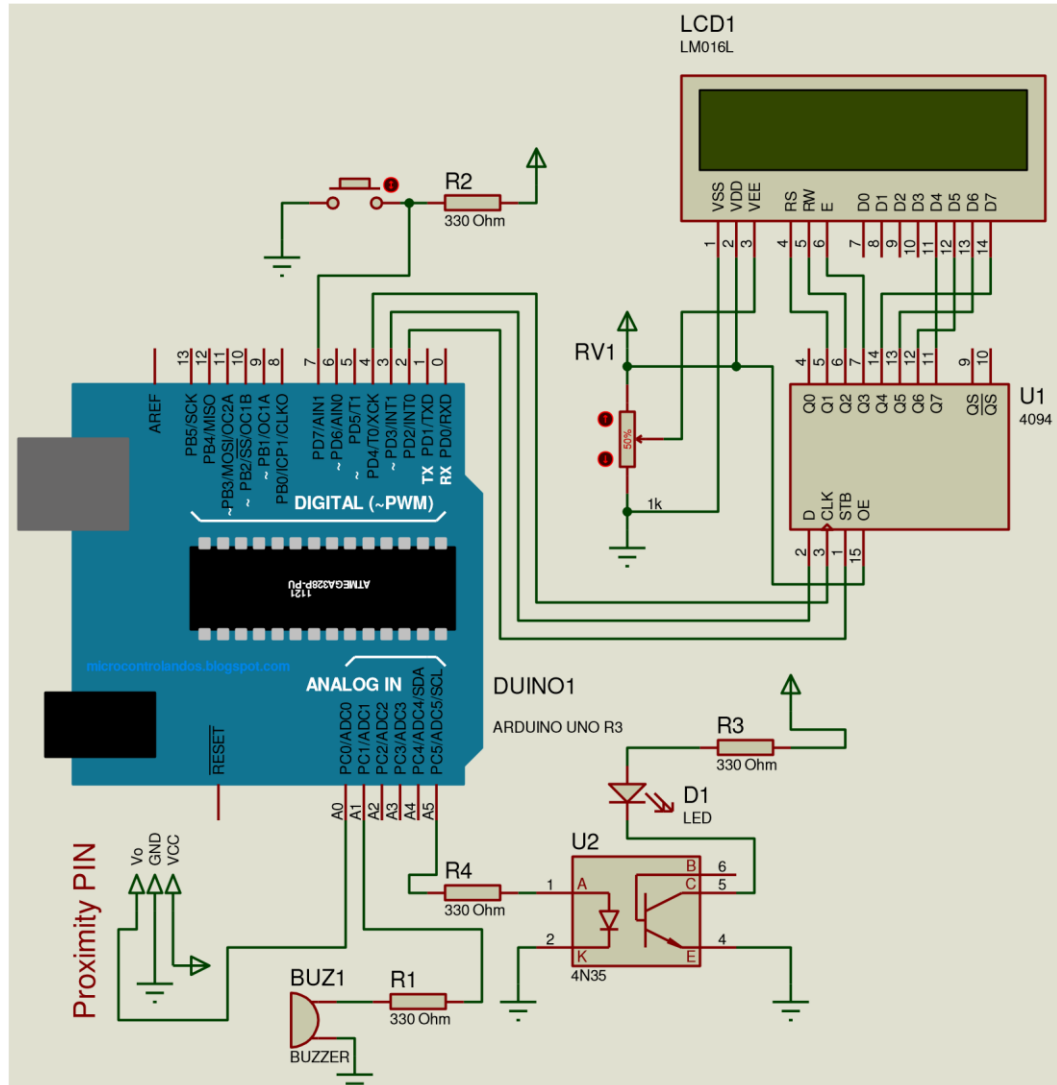 LCD1
LM016L
VSS
VDD
VEE
RS
RW
E
D0
D1
D2
D3
D4
D5
D6
D7
1
2
3
4
5
6
7
8
9
10
11
12
13
14
R2
330 Ohm
RV1
50%
1k
4
5
6
7
14
13
12
11
9
10
Q0
Q1
Q2
Q3
Q4
Q5
Q6
Q7
QS
QS
U1
4094
D
CLK
STB
OE
2
3
1
15
AREF
13
12
11
10
9
8
7
6
5
4
3
2
1
0
PB5/SCK
PB4/MISO
~PB3/MOSI/OC2A
~ PB2/SS/OC1B
~ PB1/OC1A
PB0/ICP1/CLKO
PD7/AIN1
~ PD6/AIN0
~ PD5/T1
PD4/T0/XCK
~ PD3/INT1
PD2/INT0
TX PD1/TXD
RX PD0/RXD
DIGITAL (~PWM)
1121
ATMEGA328P-PU
microcontrolandos.blogspot.com
ANALOG IN
DUINO1
ARDUINO UNO R3
RESET
PC0/ADC0
PC1/ADC1
PC2/ADC2
PC3/ADC3
PC4/ADC4/SDA
PC5/ADC5/SCL
A0
A1
A2
A3
A4
A5
R3
330 Ohm
D1
LED
U2
R4
330 Ohm
1
2
A
K
B
C
E
6
5
4
4N35
Proximity PIN
Vo
GND
VCC
BUZ1
BUZZER
R1
330 Ohm